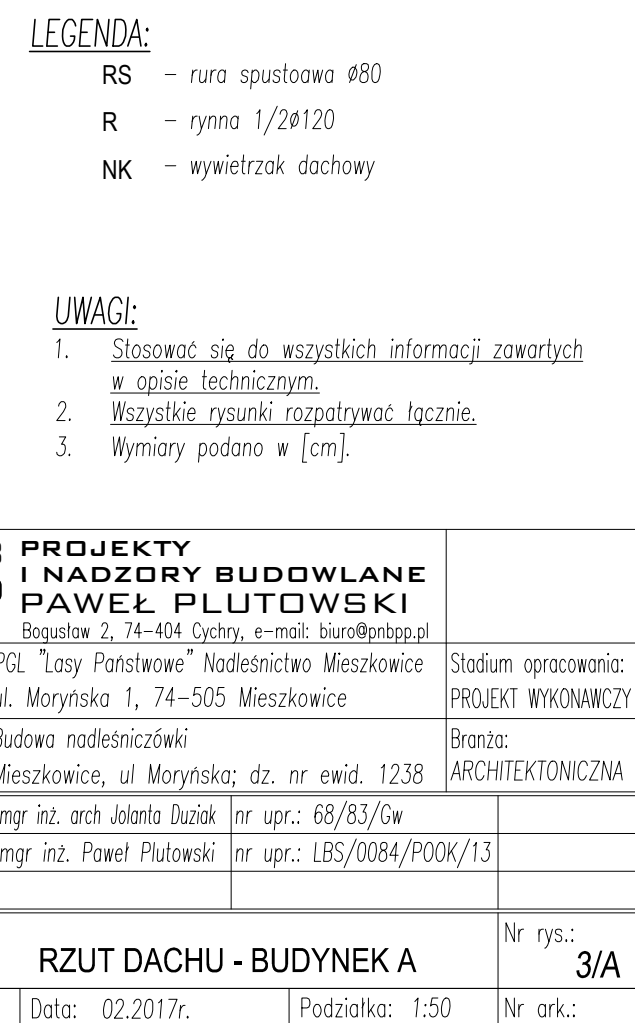 LEGENDA:
RS – rura spustoawa ø80
R – rynna 1/2ø120
NK – wywietrzak dachowy
UWAGI:
1. Stosować się do wszystkich informacji zawartych
w opisie technicznym.
2. Wszystkie rysunki rozpatrywać łącznie.
3. Wymiary podano w [cm].
PROJEKTY
I NADZORY BUDOWLANE
PAWEŁ PLUTOWSKI
Bogusław 2, 74-404 Cychry, e-mail: biuro@pnbpp.pl
PGL "Lasy Państwowe" Nadleśnictwo Mieszkowice
ul. Moryńska 1, 74-505 Mieszkowice
Stadium opracowania:
PROJEKT WYKONAWCZY
Budowa nadleśniczówki
Mieszkowice, ul Moryńska; dz. nr ewid. 1238
Branża:
ARCHITEKTONICZNA
mgr inż. arch Jolanta Duziak nr upr.: 68/83/Gw
mgr inż. Paweł Plutowski nr upr.: LBS/0084/POOK/13
RZUT DACHU - BUDYNEK A
Nr rys.:
3/A
Data: 02.2017r. Podziałka: 1:50 Nr ark.: